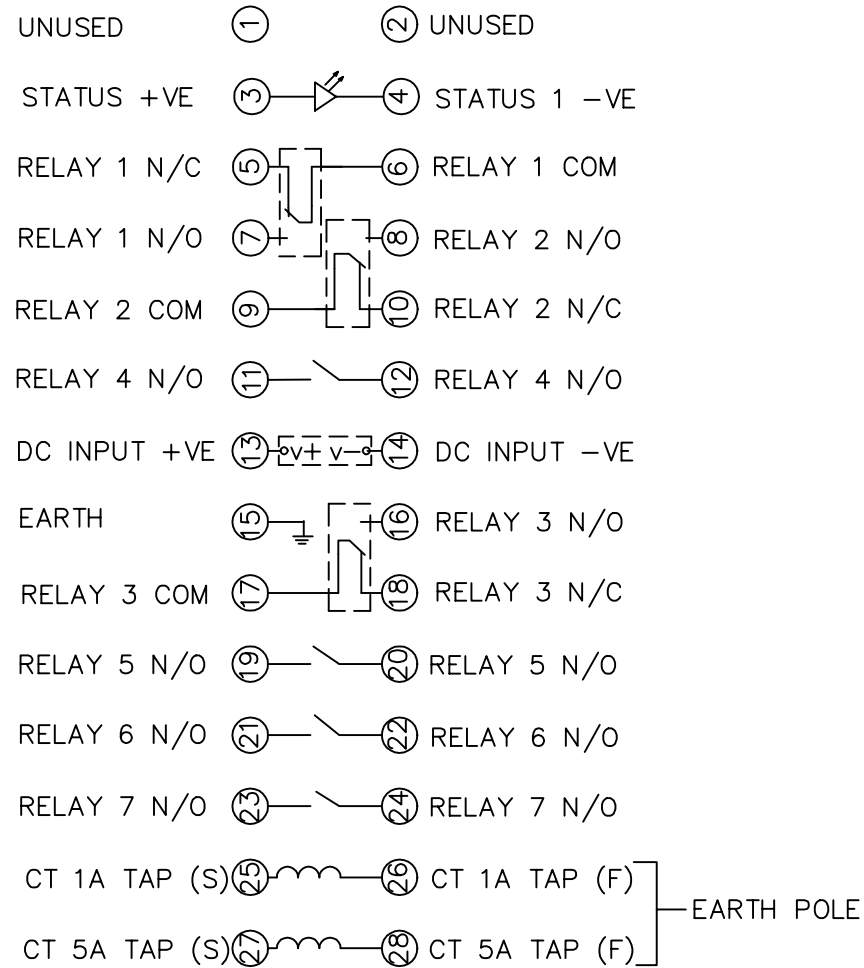 UNUSED 1 2 UNUSED
STATUS +VE 3 4 STATUS 1 −VE
RELAY 1 N/C 5 6 RELAY 1 COM
RELAY 1 N/O 7 8 RELAY 2 N/O
RELAY 2 COM 9 10 RELAY 2 N/C
RELAY 4 N/O 11 12 RELAY 4 N/O
DC INPUT +VE 13 V+ V− 14 DC INPUT −VE
EARTH 15 16 RELAY 3 N/O
RELAY 3 COM 17 18 RELAY 3 N/C
RELAY 5 N/O 19 20 RELAY 5 N/O
RELAY 6 N/O 21 22 RELAY 6 N/O
RELAY 7 N/O 23 24 RELAY 7 N/O
CT 1A TAP (S) 25 26 CT 1A TAP (F)
EARTH POLE
CT 5A TAP (S) 27 28 CT 5A TAP (F)